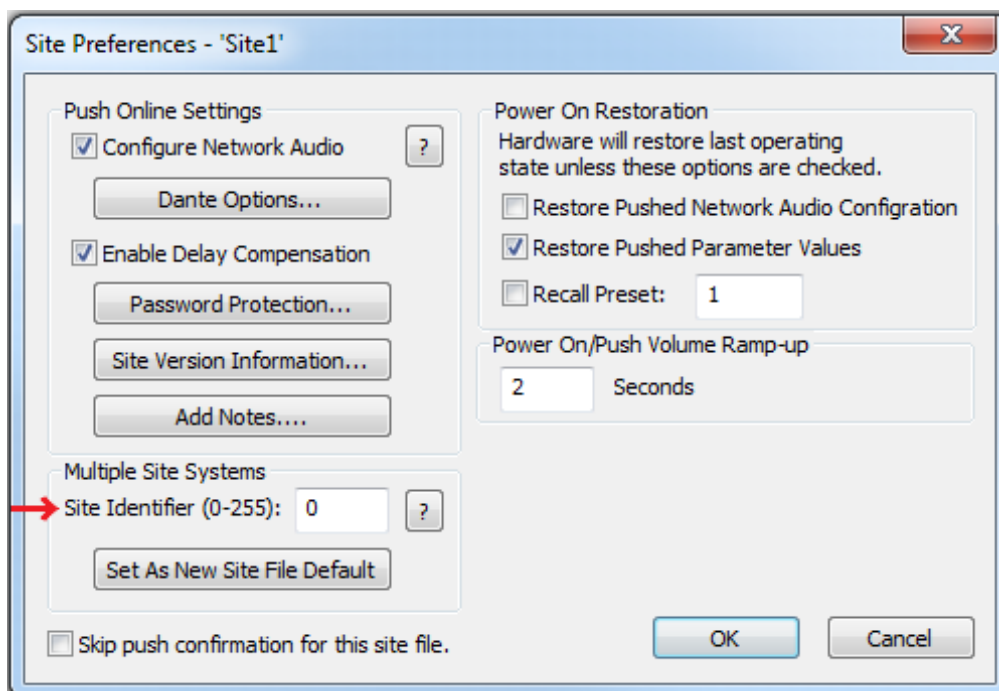 Site Preferences - 'Site1'
x
Push Online Settings
Configure Network Audio
?
Dante Options...
Enable Delay Compensation
Password Protection...
Site Version Information...
Add Notes....
Multiple Site Systems
Site Identifier (0-255): 0
?
Set As New Site File Default
Skip push confirmation for this site file.
Power On Restoration
Hardware will restore last operating
state unless these options are checked.
Restore Pushed Network Audio Configration
Restore Pushed Parameter Values
Recall Preset: 1
Power On/Push Volume Ramp-up
2 Seconds
OK
Cancel